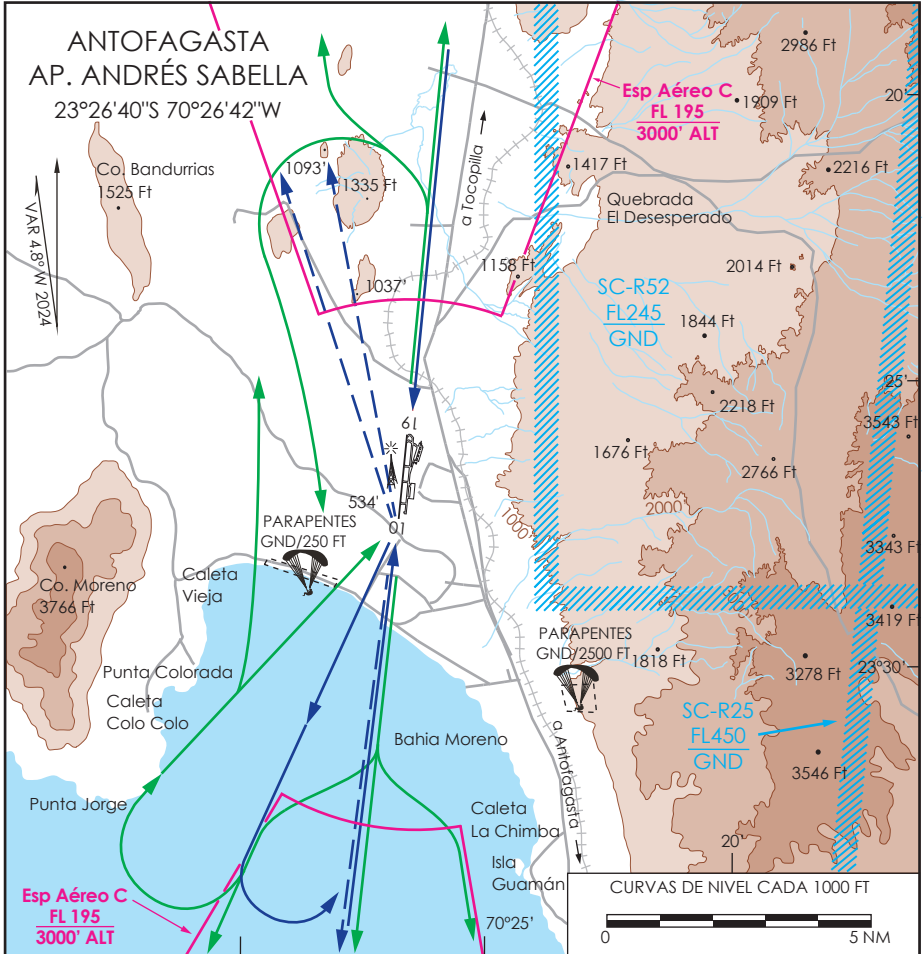 ANTOFAGASTA
AP. ANDRÉS SABELLA
23°26'40"S 70°26'42"W
2986 Ft
20'
Esp Aéreo C
FL 195
3000' ALT
1909 Ft
Co. Bandurrias
1525 Ft
1093'
1335 Ft
a Tocopilla
1417 Ft
2216 Ft
Quebrada
El Desesperado
VAR 4,8° W 2024
1037'
1158 Ft
2014 Ft
SC-R52
FL245
GND
1844 Ft
25'
2218 Ft
3543 Ft
19
1676 Ft
2766 Ft
534'
01
1000'
2000'
PARAPENTES
GND/250 FT
3343 Ft
Co. Moreno
3766 Ft
Caleta
Vieja
3000'
3419 Ft
PARAPENTES
GND/2500 FT
1818 Ft
3278 Ft
23°30'
Punta Colorada
Caleta
Colo Colo
SC-R25
FL450
GND
Bahia Moreno
a Antofagasta
3546 Ft
Punta Jorge
Caleta
La Chimba
20'
Isla
Guamán
Esp Aéreo C
FL 195
3000' ALT
70°25'
CURVAS DE NIVEL CADA 1000 FT
0
5 NM